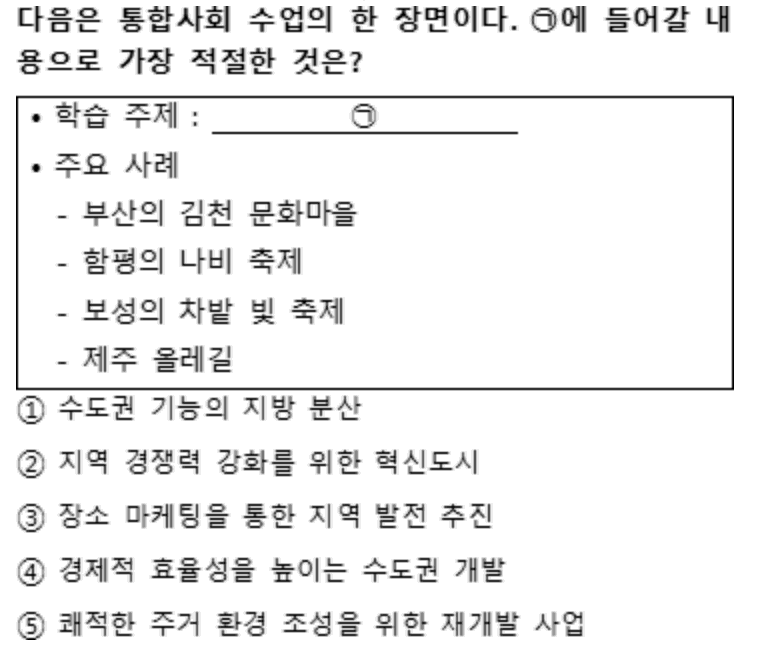 다음은 통합사회 수업의 한 장면이다. ㉠에 들어갈 내
용으로 가장 적절한 것은?
• 학습 주제 : ㉠
• 주요 사례
- 부산의 김천 문화마을
- 함평의 나비 축제
- 보성의 차밭 빛 축제
- 제주 올레길
① 수도권 기능의 지방 분산
② 지역 경쟁력 강화를 위한 혁신도시
③ 장소 마케팅을 통한 지역 발전 추진
④ 경제적 효율성을 높이는 수도권 개발
⑤ 쾌적한 주거 환경 조성을 위한 재개발 사업